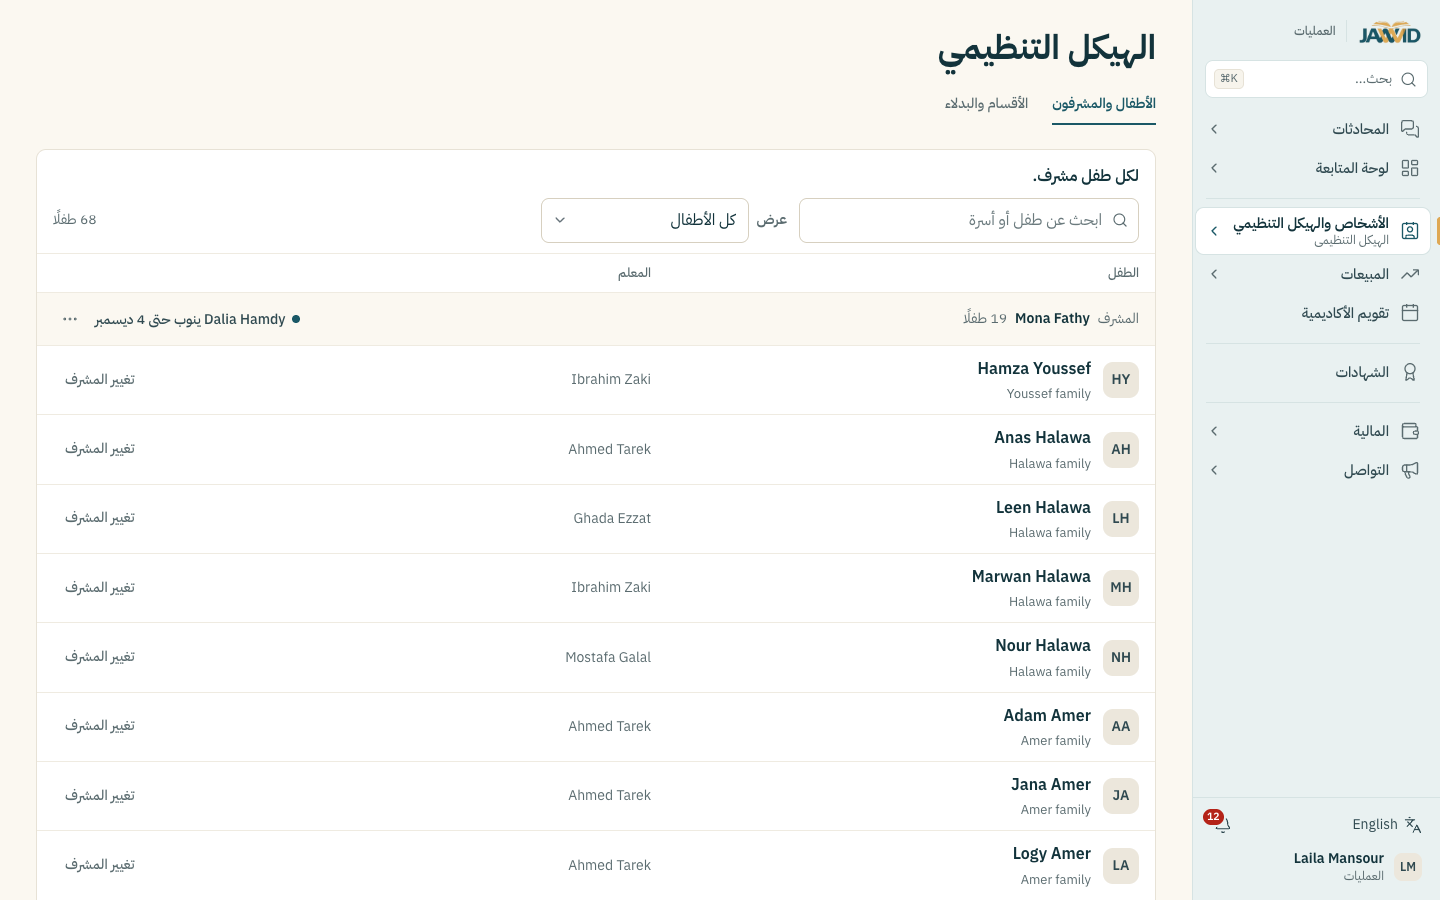 JAWWID
العمليات
بحث...
⌘K
المحادثات
لوحة المتابعة
الأشخاص والهيكل التنظيمي
الهيكل التنظيمي
المبيعات
تقويم الأكاديمية
الشهادات
المالية
التواصل
English
12
LM
Laila Mansour
العمليات
الهيكل التنظيمي
الأطفال والمشرفون
الأقسام والبدلاء
لكل طفل مشرف.
ابحث عن طفل أو أسرة
عرض
كل الأطفال
68 طفلًا
الطفل
المعلم
المشرف Mona Fathy 19 طفلًا
Dalia Hamdy ينوب حتى 4 ديسمبر
HY
Hamza Youssef
Youssef family
Ibrahim Zaki
تغيير المشرف
AH
Anas Halawa
Halawa family
Ahmed Tarek
تغيير المشرف
LH
Leen Halawa
Halawa family
Ghada Ezzat
تغيير المشرف
MH
Marwan Halawa
Halawa family
Ibrahim Zaki
تغيير المشرف
NH
Nour Halawa
Halawa family
Mostafa Galal
تغيير المشرف
AA
Adam Amer
Amer family
Ahmed Tarek
تغيير المشرف
JA
Jana Amer
Amer family
Ahmed Tarek
تغيير المشرف
LA
Logy Amer
Amer family
Ahmed Tarek
تغيير المشرف